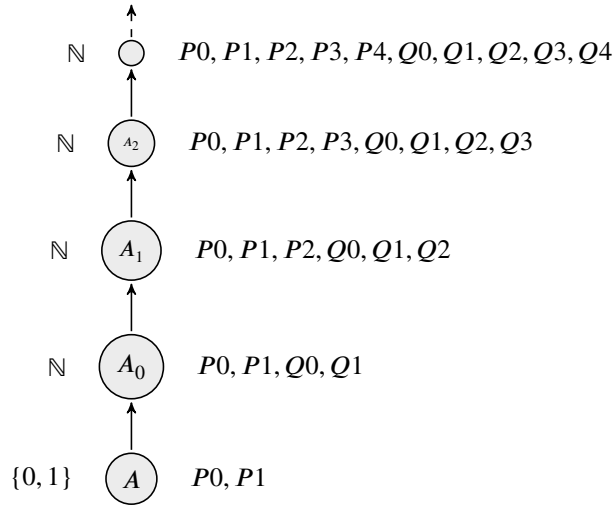 ℕ P0, P1, P2, P3, P4, Q0, Q1, Q2, Q3, Q4
ℕ A₂ P0, P1, P2, P3, Q0, Q1, Q2, Q3
ℕ A₁ P0, P1, P2, Q0, Q1, Q2
ℕ A₀ P0, P1, Q0, Q1
{0, 1} A P0, P1